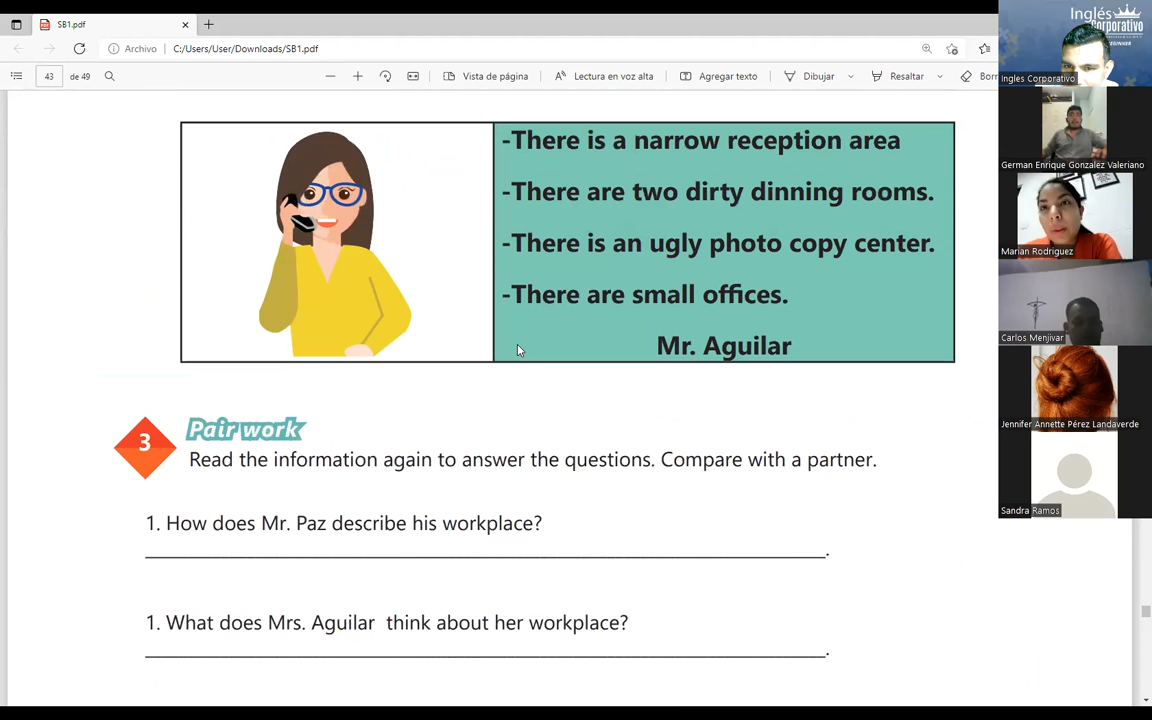 SB1.pdf
Archivo
C:/Users/User/Downloads/SB1.pdf
43 de 49
Vista de página
Lectura en voz alta
Agregar texto
Dibujar
Resaltar
Borr
-There is a narrow reception area
-There are two dirty dinning rooms.
-There is an ugly photo copy center.
-There are small offices.
Mr. Aguilar
3
Pair work
Read the information again to answer the questions. Compare with a partner.
1. How does Mr. Paz describe his workplace?
1. What does Mrs. Aguilar think about her workplace?
Inglés
Corporativo
Ingles Corporativo
German Enrique Gonzalez Valeriano
Marian Rodriguez
Carlos Menjivar
Jennifer Annette Pérez Landaverde
Sandra Ramos